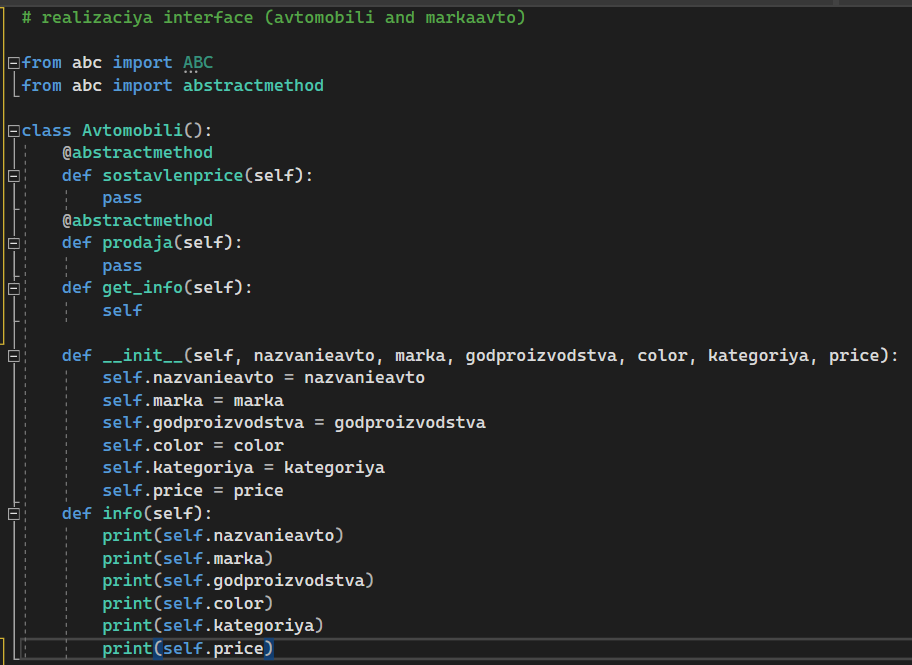 # realizaciya interface (avtomobili and markaavto)
from abc import ABC
from abc import abstractmethod
class Avtomobili():
@abstractmethod
def sostavlenprice(self):
pass
@abstractmethod
def prodaja(self):
pass
def get_info(self):
self
def __init__(self, nazvanieavto, marka, godproizvodstva, color, kategoriya, price):
self.nazvanieavto = nazvanieavto
self.marka = marka
self.godproizvodstva = godproizvodstva
self.color = color
self.kategoriya = kategoriya
self.price = price
def info(self):
print(self.nazvanieavto)
print(self.marka)
print(self.godproizvodstva)
print(self.color)
print(self.kategoriya)
print(self.price)